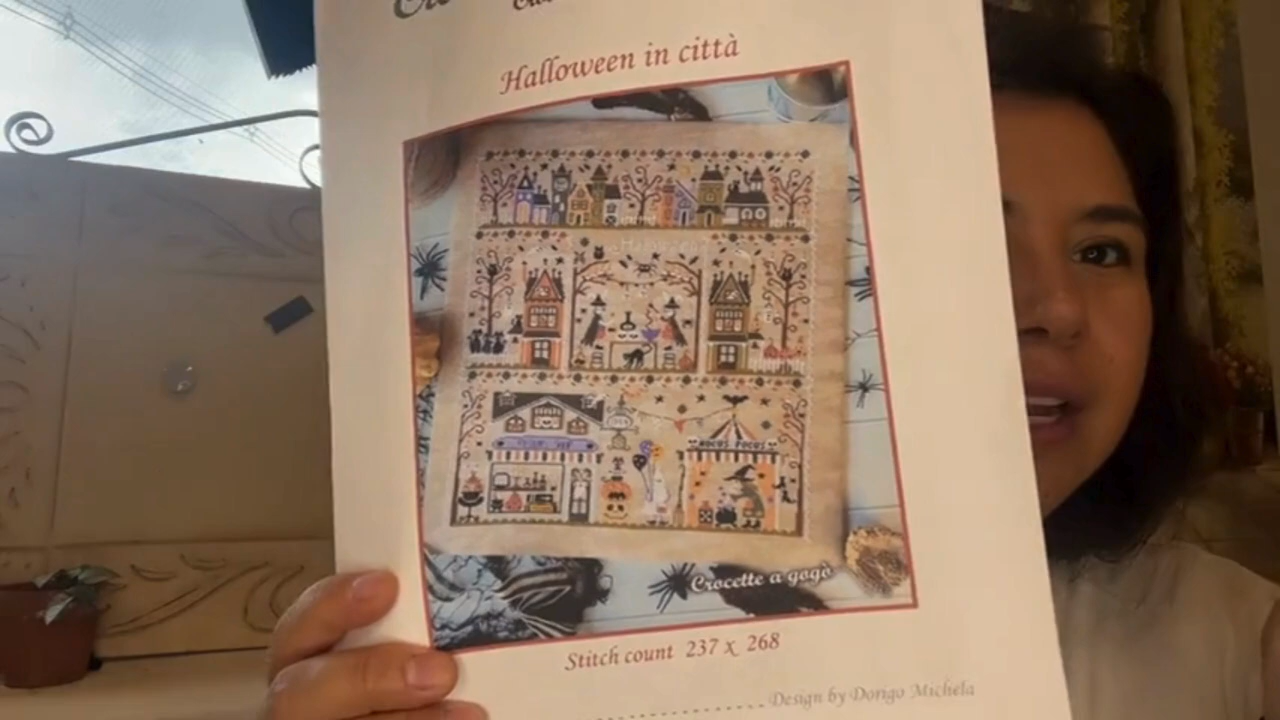 Halloween in città
HOCUS POCUS
Crocette a gogò
Stitch count 237 x 268
Design by Dorigo Michela